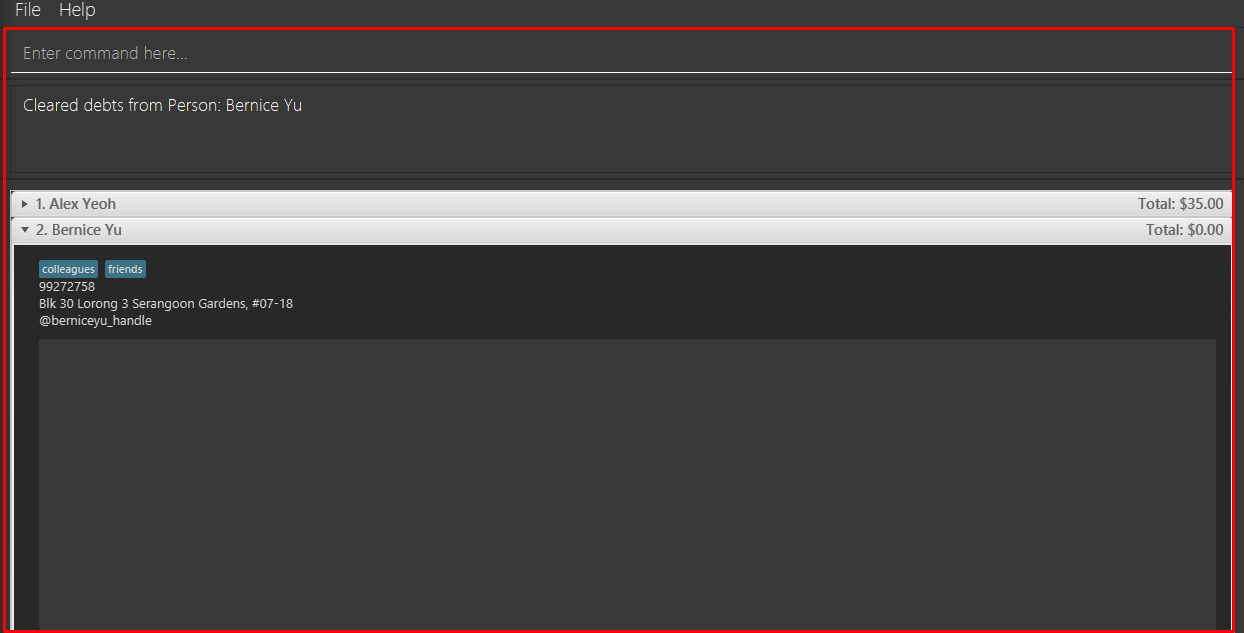 File Help
Enter command here...
Cleared debts from Person: Bernice Yu
1. Alex Yeoh Total: $35.00
2. Bernice Yu Total: $0.00
colleagues friends
99272758
Blk 30 Lorong 3 Serangoon Gardens, #07-18
@berniceyu_handle